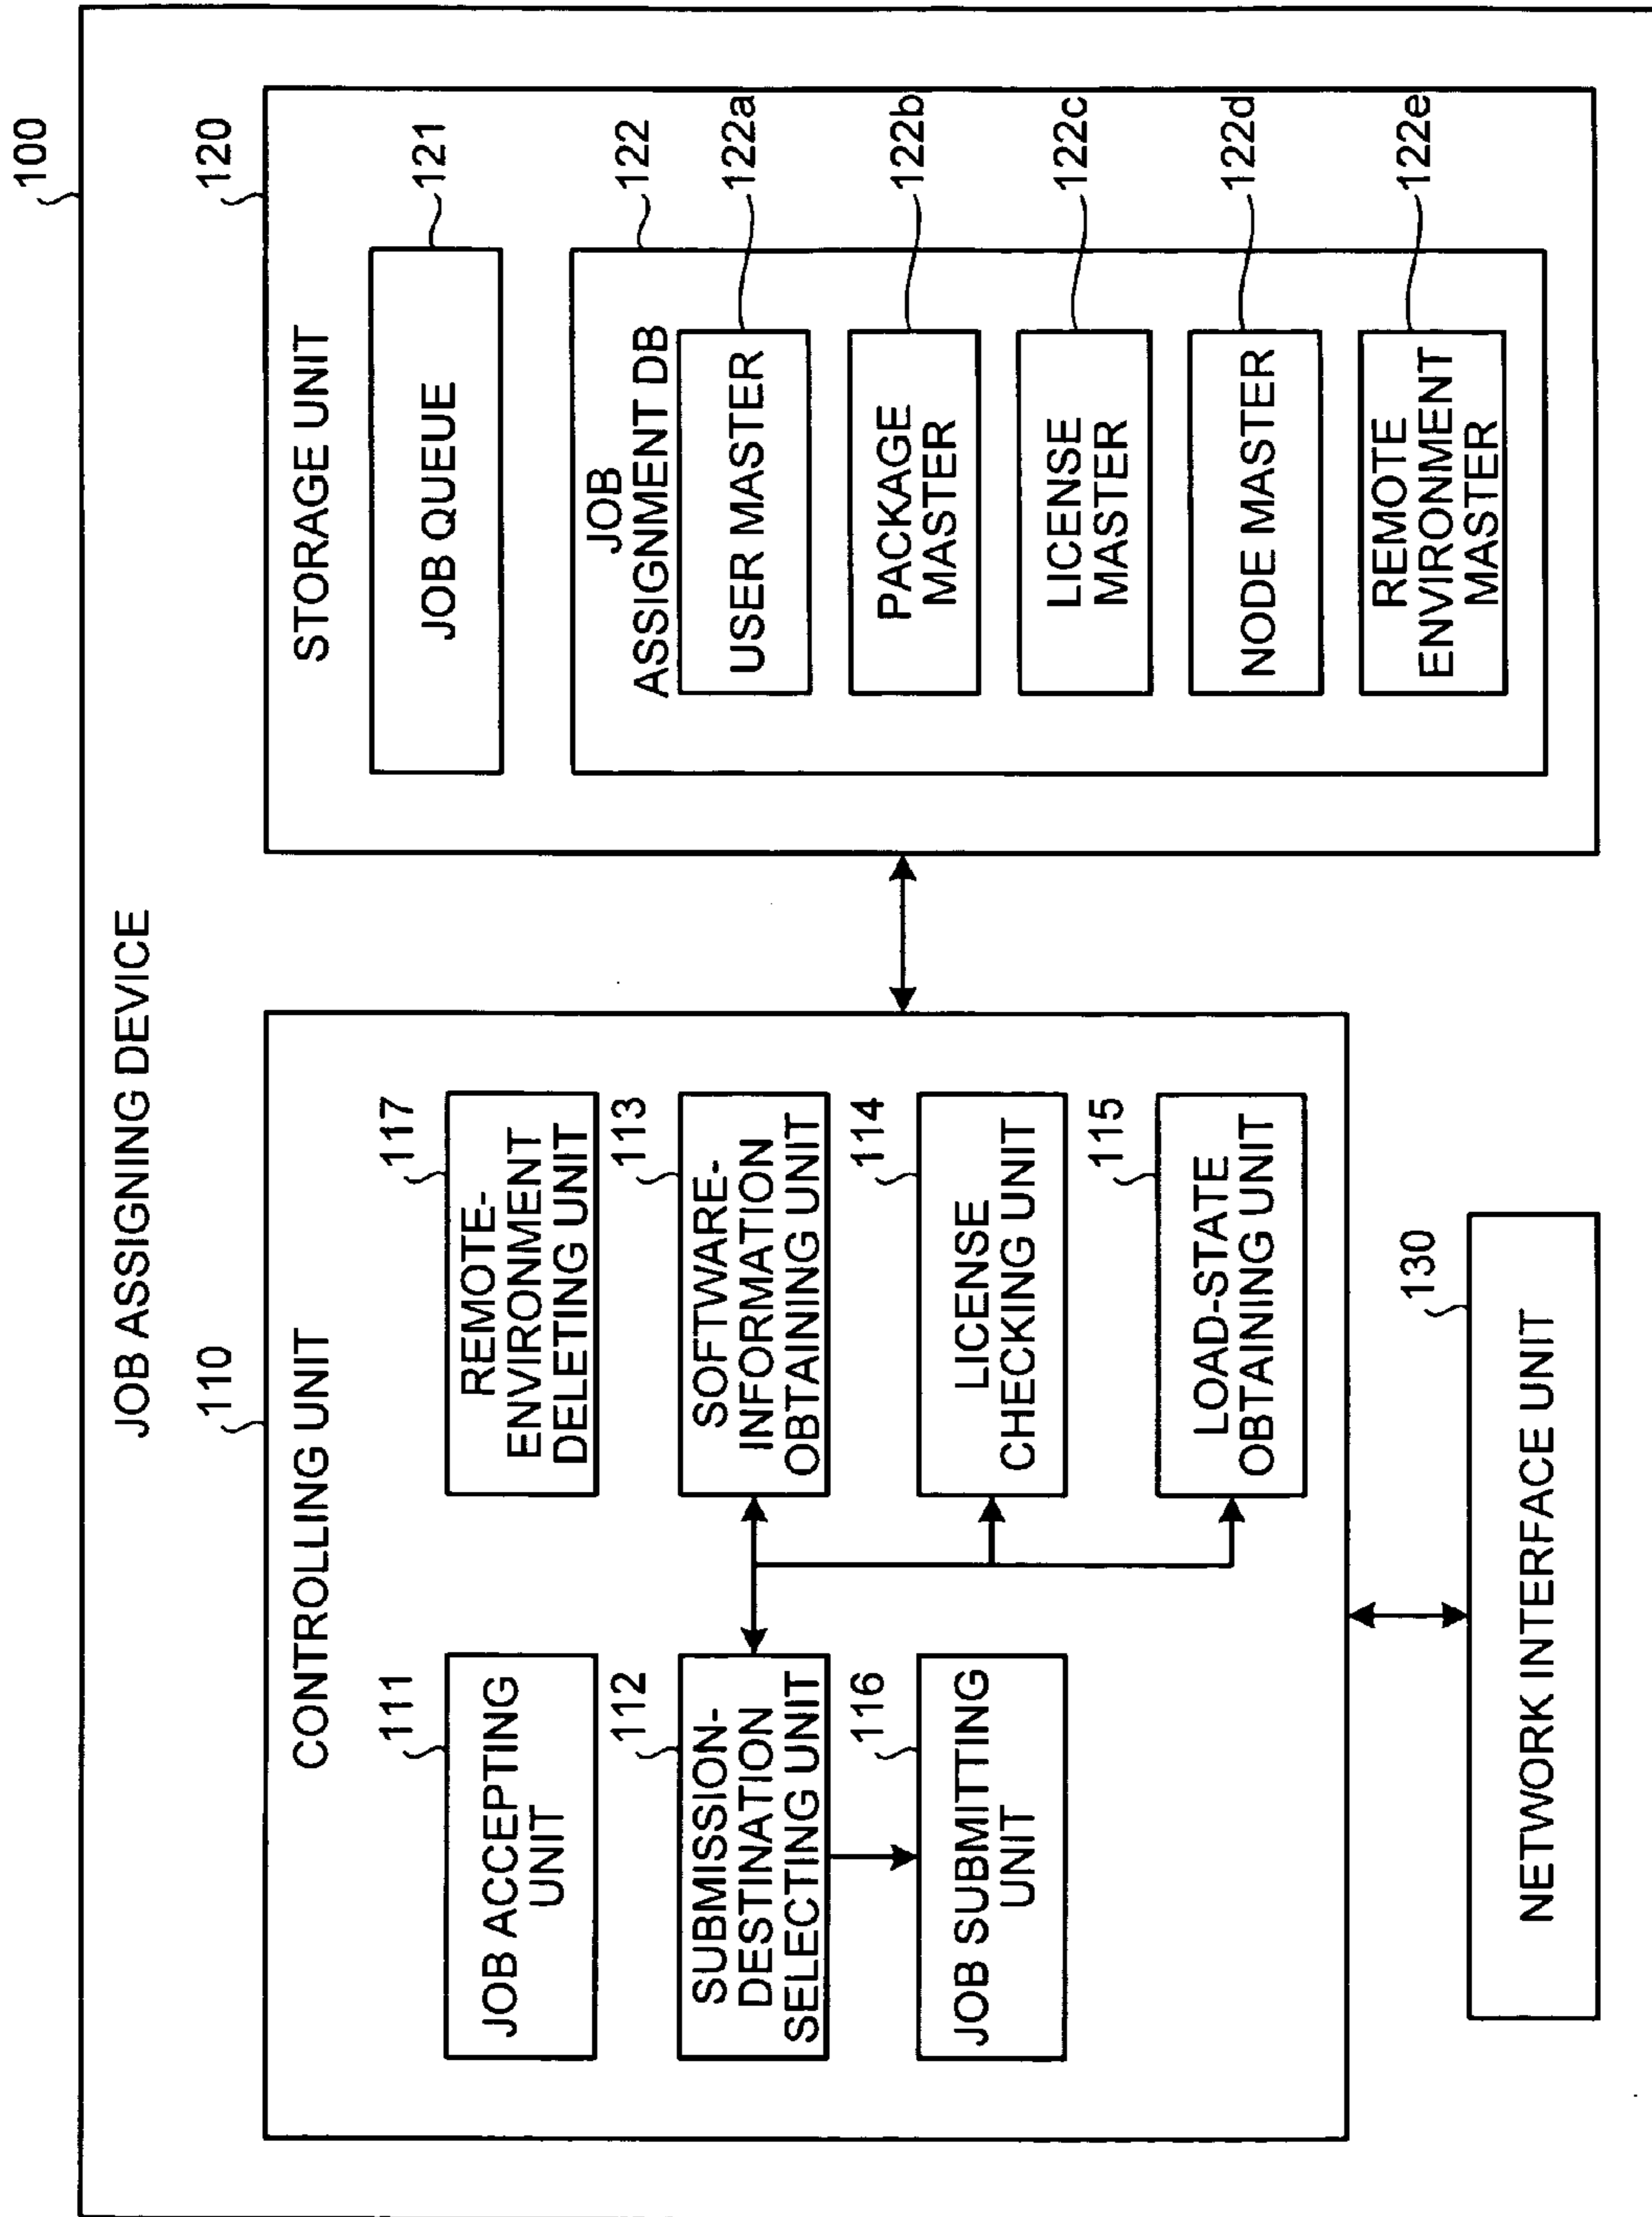 100
JOB ASSIGNING DEVICE
110
CONTROLLING UNIT
111
JOB ACCEPTING
UNIT
117
REMOTE-
ENVIRONMENT
DELETING UNIT
112
SUBMISSION-
DESTINATION
SELECTING UNIT
113
SOFTWARE-
INFORMATION
OBTAINING UNIT
116
JOB SUBMITTING
UNIT
114
LICENSE
CHECKING UNIT
115
LOAD-STATE
OBTAINING UNIT
130
NETWORK INTERFACE UNIT
120
STORAGE UNIT
121
JOB QUEUE
122
JOB
ASSIGNMENT DB
122a
USER MASTER
122b
PACKAGE
MASTER
122c
LICENSE
MASTER
122d
NODE MASTER
122e
REMOTE
ENVIRONMENT
MASTER